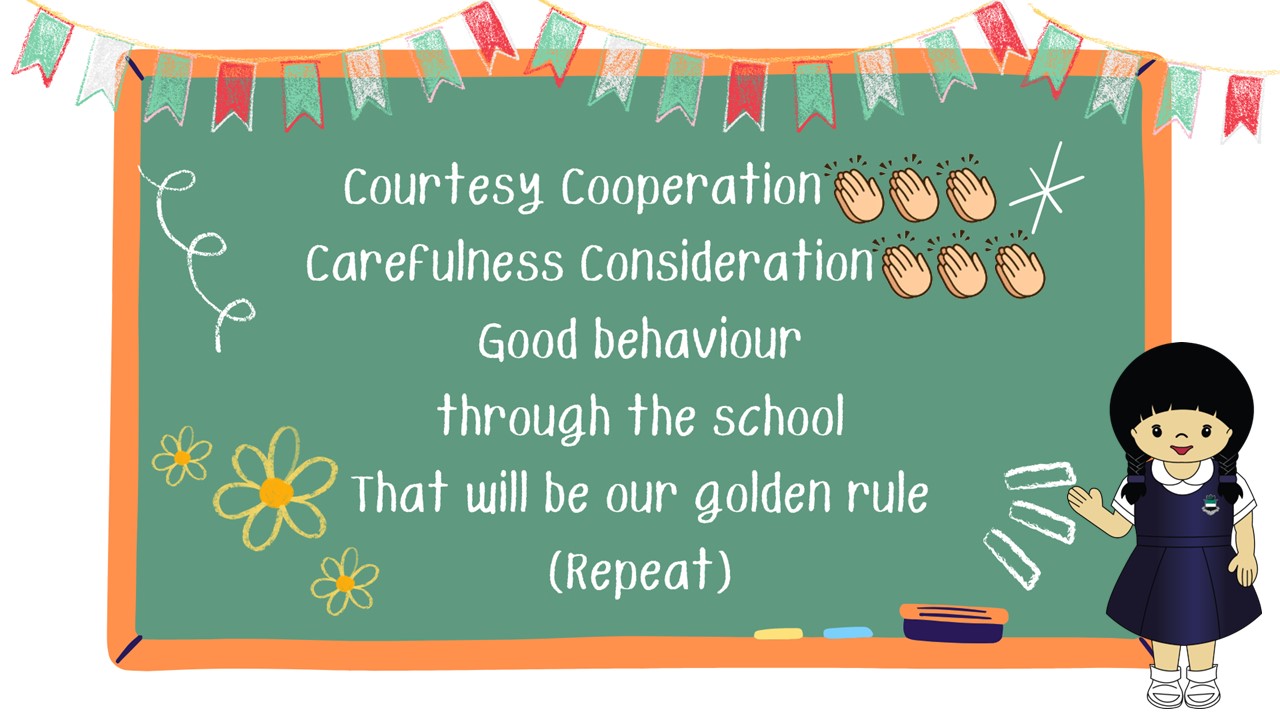 Courtesy Cooperation👏👏👏
Carefulness Consideration👏👏👏
Good behaviour
through the school
That will be our golden rule
(Repeat)